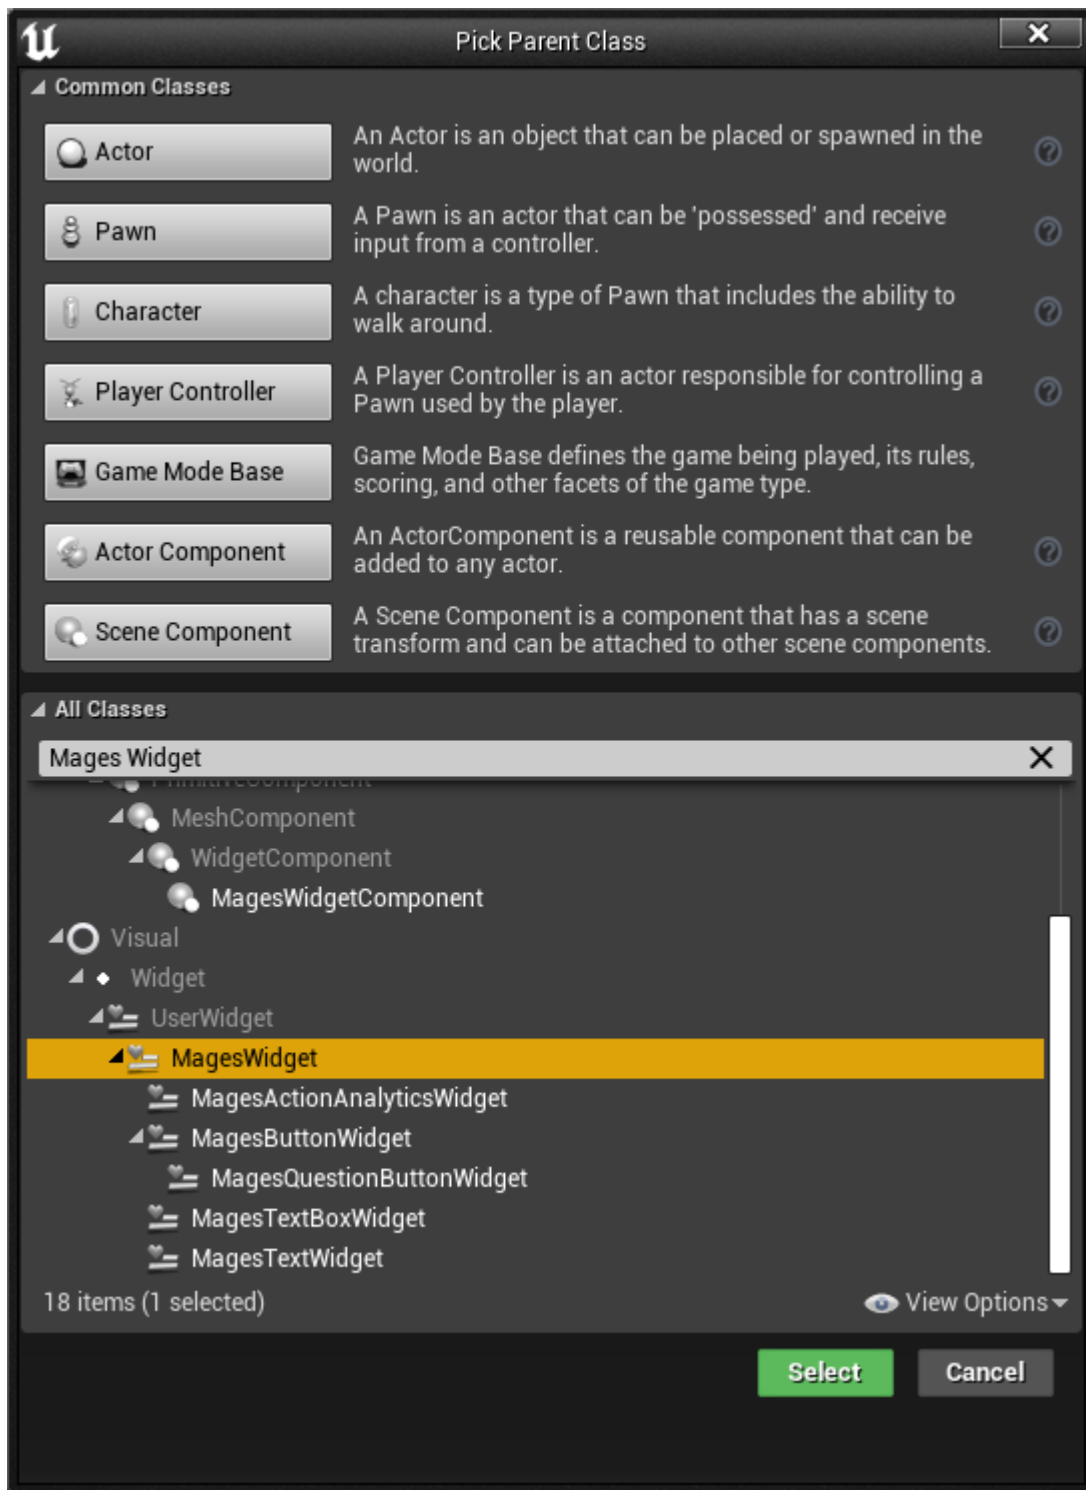 Pick Parent Class
Common Classes
Actor
An Actor is an object that can be placed or spawned in the
world.
Pawn
A Pawn is an actor that can be 'possessed' and receive
input from a controller.
Character
A character is a type of Pawn that includes the ability to
walk around.
Player Controller
A Player Controller is an actor responsible for controlling a
Pawn used by the player.
Game Mode Base
Game Mode Base defines the game being played, its rules,
scoring, and other facets of the game type.
Actor Component
An ActorComponent is a reusable component that can be
added to any actor.
Scene Component
A Scene Component is a component that has a scene
transform and can be attached to other scene components.
All Classes
Mages Widget
PrimitiveComponent
MeshComponent
WidgetComponent
MagesWidgetComponent
Visual
Widget
UserWidget
MagesWidget
MagesActionAnalyticsWidget
MagesButtonWidget
MagesQuestionButtonWidget
MagesTextBoxWidget
MagesTextWidget
18 items (1 selected)
View Options
Select
Cancel